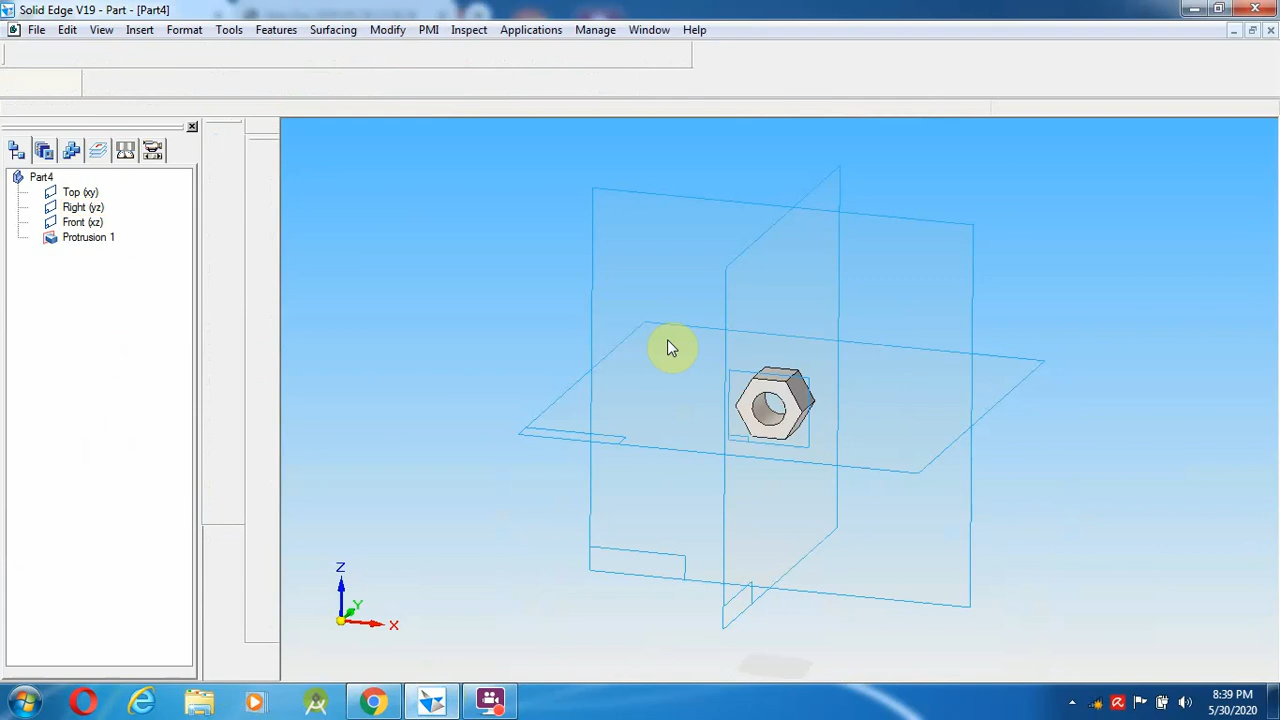 Solid Edge V19 - Part - [Part4]
File Edit View Insert Format Tools Features Surfacing Modify PMI Inspect Applications Manage Window Help
Part4
Top (xy)
Right (yz)
Front (xz)
Protrusion 1
Z
Y
X
8:39 PM
5/30/2020